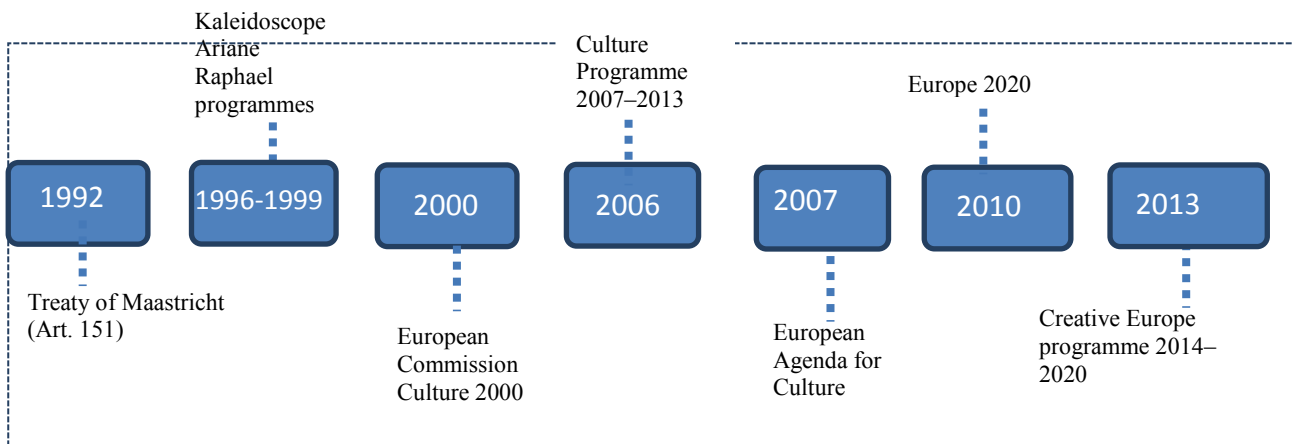 Kaleidoscope
Ariane
Raphael
programmes
Culture
Programme
2007–2013
Europe 2020
1992
1996-1999
2000
2006
2007
2010
2013
Treaty of Maastricht
(Art. 151)
European
Commission
Culture 2000
European
Agenda for
Culture
Creative Europe
programme 2014–
2020